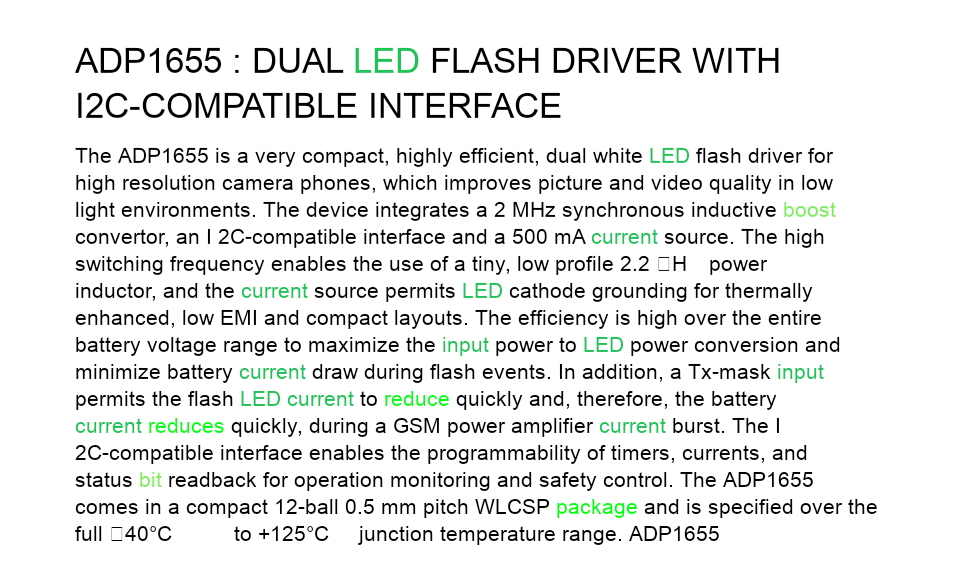 ADP1655 : DUAL LED FLASH DRIVER WITH
I2C-COMPATIBLE INTERFACE
The ADP1655 is a very compact, highly efficient, dual white LED flash driver for
high resolution camera phones, which improves picture and video quality in low
light environments. The device integrates a 2 MHz synchronous inductive boost
convertor, an I 2C-compatible interface and a 500 mA current source. The high
switching frequency enables the use of a tiny, low profile 2.2 □H power
inductor, and the current source permits LED cathode grounding for thermally
enhanced, low EMI and compact layouts. The efficiency is high over the entire
battery voltage range to maximize the input power to LED power conversion and
minimize battery current draw during flash events. In addition, a Tx-mask input
permits the flash LED current to reduce quickly and, therefore, the battery
current reduces quickly, during a GSM power amplifier current burst. The I
2C-compatible interface enables the programmability of timers, currents, and
status bit readback for operation monitoring and safety control. The ADP1655
comes in a compact 12-ball 0.5 mm pitch WLCSP package and is specified over the
full □40°C to +125°C junction temperature range. ADP1655